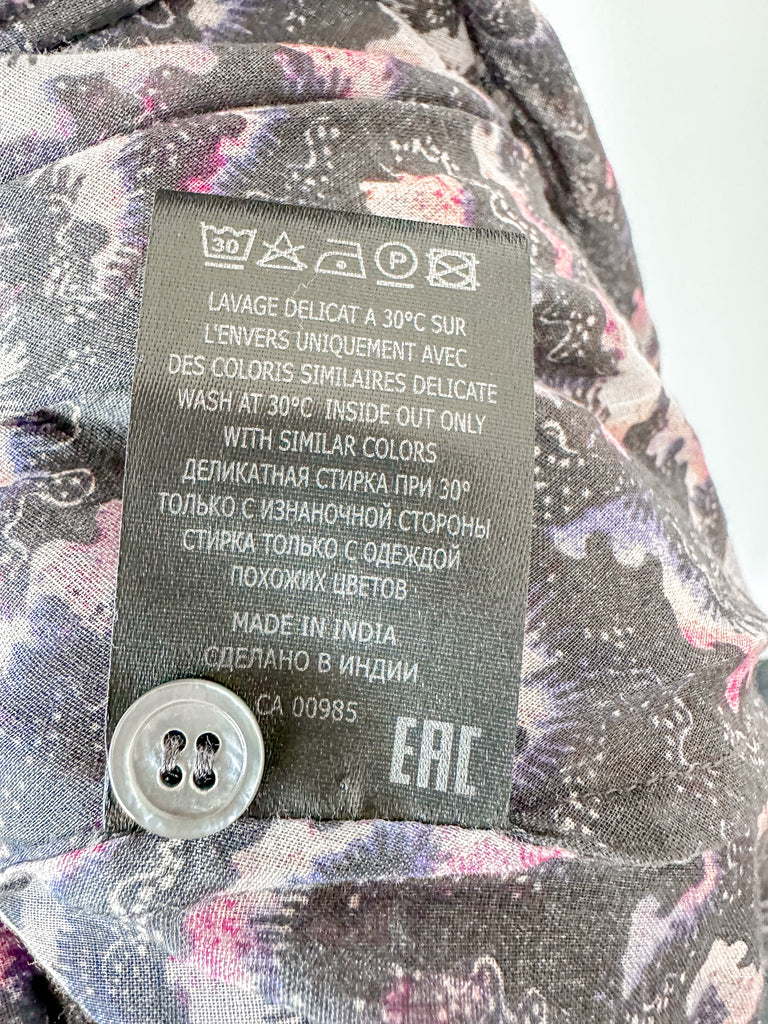 30 P
LAVAGE DELICAT A 30°C SUR
L'ENVERS UNIQUEMENT AVEC
DES COLORIS SIMILAIRES DELICATE
WASH AT 30°C INSIDE OUT ONLY
WITH SIMILAR COLORS
ДЕЛИКАТНАЯ СТИРКА ПРИ 30°
ТОЛЬКО С ИЗНАНОЧНОЙ СТОРОНЫ
СТИРКА ТОЛЬКО С ОДЕЖДОЙ
ПОХОЖИХ ЦВЕТОВ
MADE IN INDIA
СДЕЛАНО В ИНДИИ
CA 00985
EAC